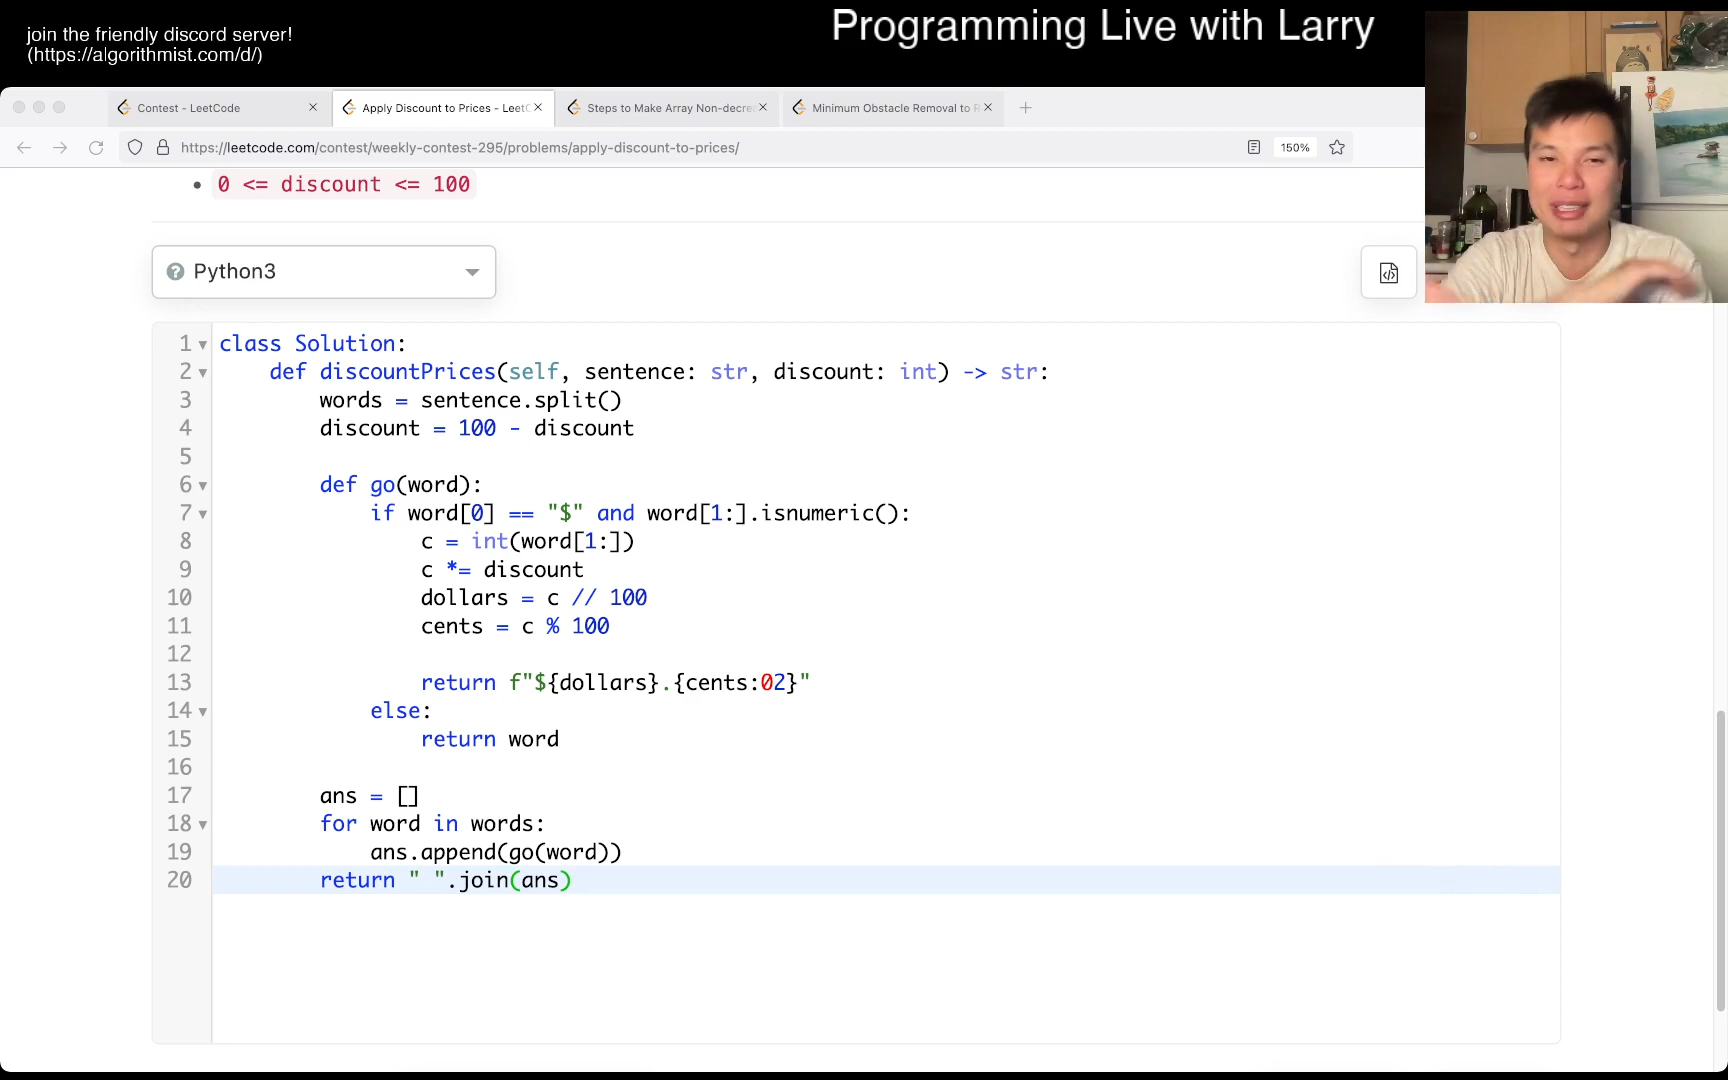 Programming Live with Larry
join the friendly discord server!
(https://algorithmist.com/d/)
Contest - LeetCode
Apply Discount to Prices - LeetC
Steps to Make Array Non-decre
Minimum Obstacle Removal to R
https://leetcode.com/contest/weekly-contest-295/problems/apply-discount-to-prices/
150%
0 <= discount <= 100
Python3
1 class Solution:
2     def discountPrices(self, sentence: str, discount: int) -> str:
3         words = sentence.split()
4         discount = 100 - discount
5
6         def go(word):
7             if word[0] == "$" and word[1:].isnumeric():
8                 c = int(word[1:])
9                 c *= discount
10                 dollars = c // 100
11                 cents = c % 100
12
13                 return f"${dollars}.{cents:02}"
14             else:
15                 return word
16
17         ans = []
18         for word in words:
19             ans.append(go(word))
20         return " ".join(ans)